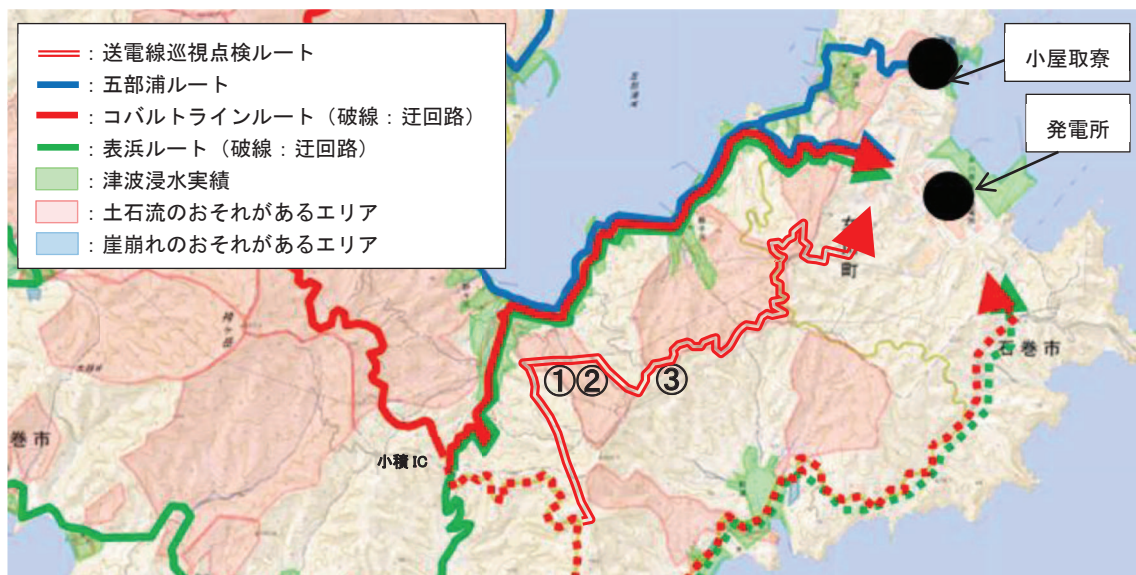 ：送電線巡視点検ルート
：五部浦ルート
：コバルトラインルート（破線：迂回路）
：表浜ルート（破線：迂回路）
：津波浸水実績
：土石流のおそれがあるエリア
：崖崩れのおそれがあるエリア
小屋取寮
発電所
町
石巻市
①②
③
巻市
小積 IC